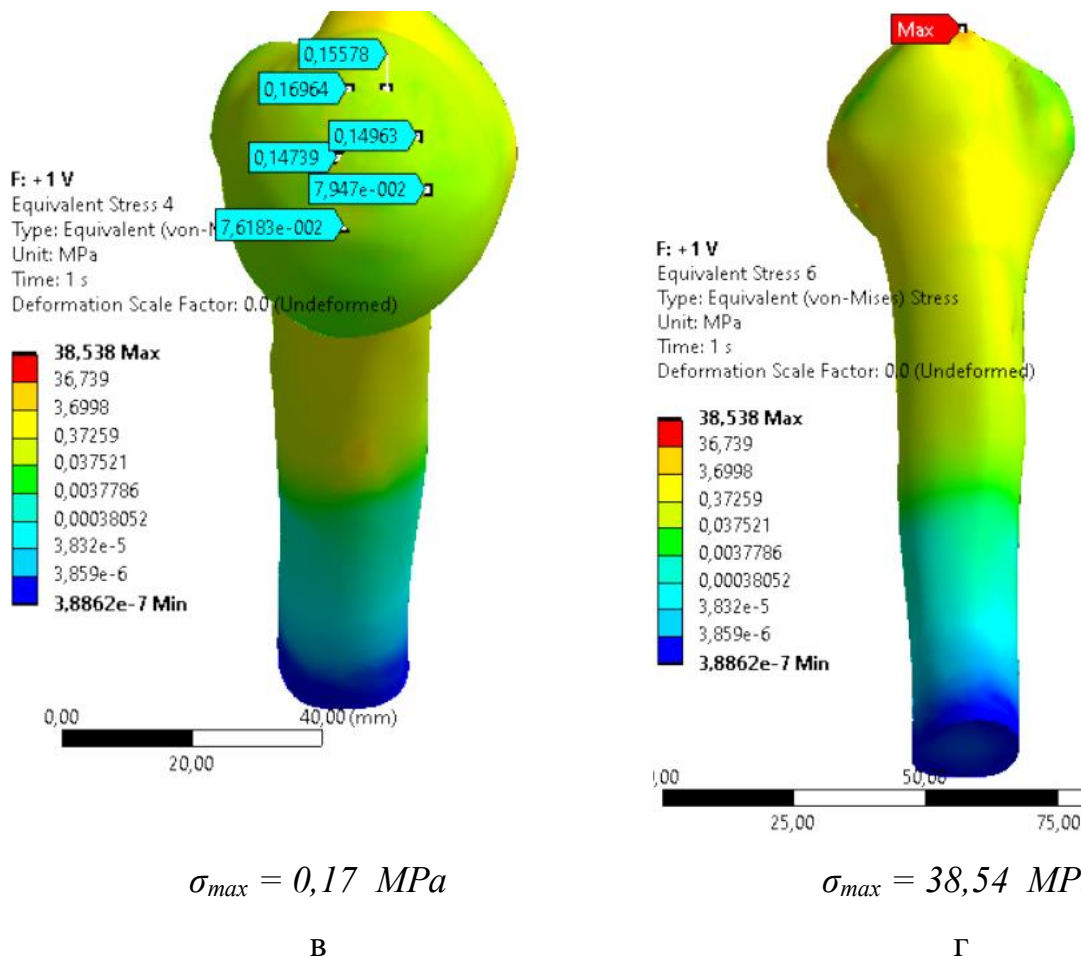 0,15578
0,16964
0,14963
0,14739
7,947e-002
7,6183e-002
F: +1 V
Equivalent Stress 4
Type: Equivalent (von-
Unit: MPa
Time: 1 s
Deformation Scale Factor: 0.0 (Undeformed)
38,538 Max
36,739
3,6998
0,37259
0,037521
0,0037786
0,00038052
3,832e-5
3,859e-6
3,8862e-7 Min
0,00
40,00 (mm)
20,00
σmax = 0,17 MPa
в
Max
F: +1 V
Equivalent Stress 6
Type: Equivalent (von-Mises) Stress
Unit: MPa
Time: 1 s
Deformation Scale Factor: 0.0 (Undeformed)
38,538 Max
36,739
3,6998
0,37259
0,037521
0,0037786
0,00038052
3,832e-5
3,859e-6
3,8862e-7 Min
,00
50,00
25,00
75,00
σmax = 38,54 MP
г